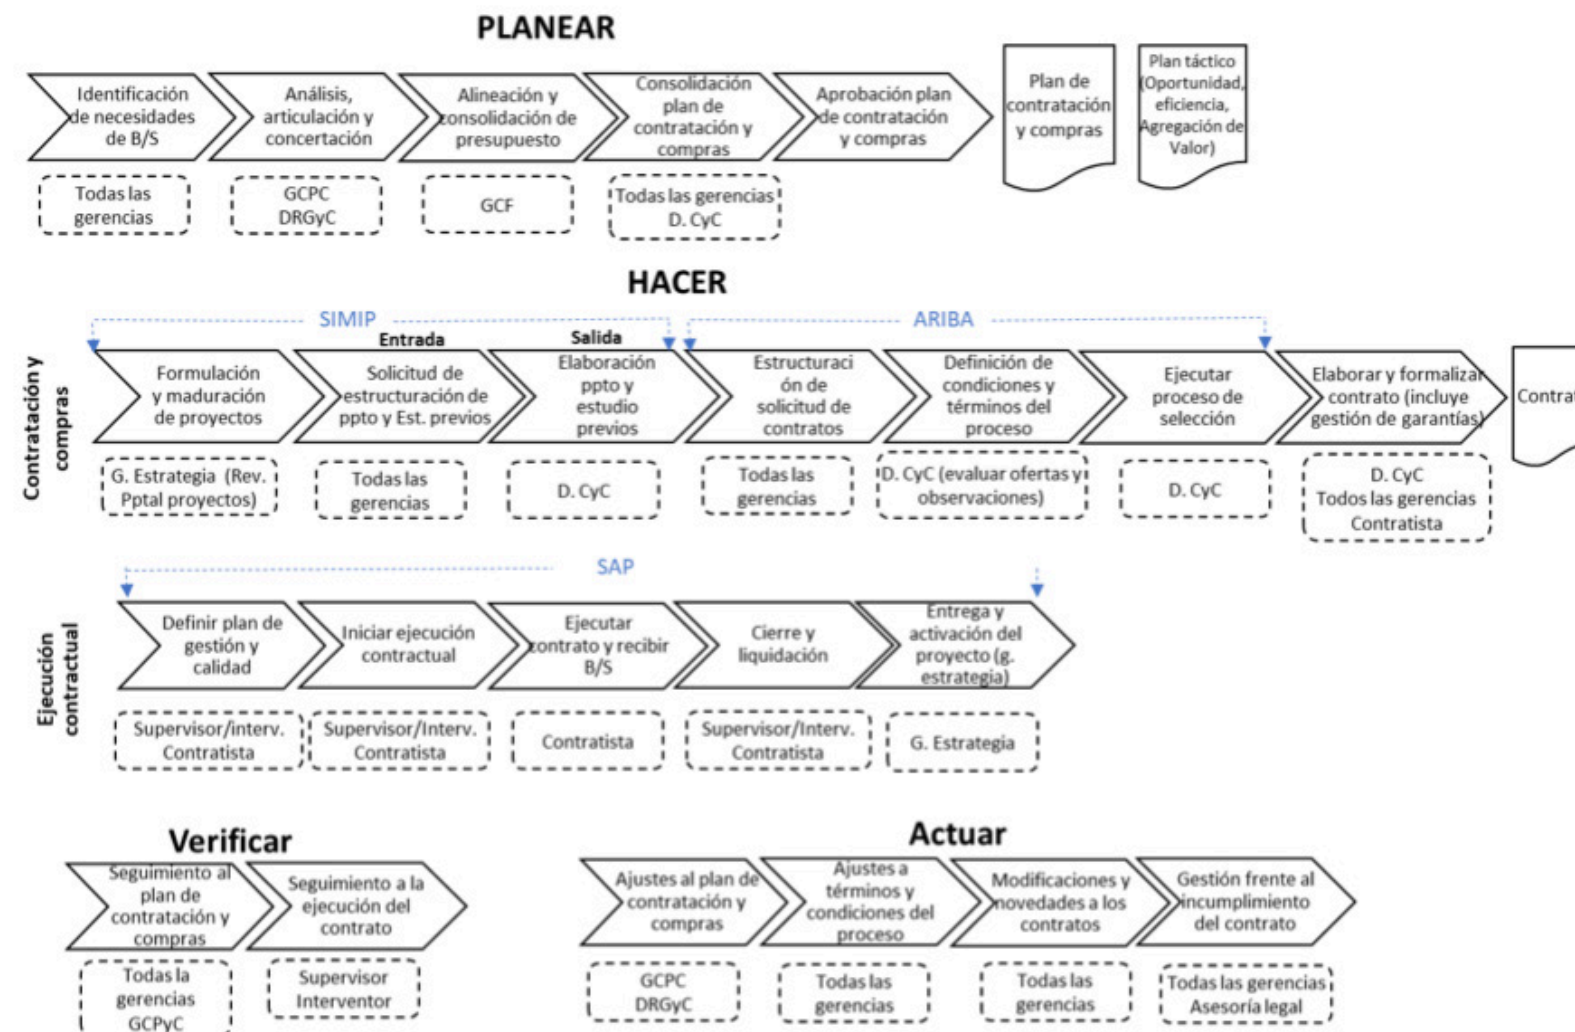 PLANEAR
Identificación
de necesidades
de B/S
Análisis,
articulación y
concertación
Alineación y
consolidación de
presupuesto
Consolidación
plan de
contratación y
compras
Aprobación plan
de contratación
y compras
Plan de
contratación
y compras
Plan táctico
(Oportunidad,
eficiencia,
Agregación de
Valor)
Todas las
gerencias
GCPC
DRGyC
GCF
Todas las gerencias
D. CyC
HACER
SIMIP
ARIBA
Entrada
Salida
Contratación y
compras
Formulación
y maduración
de proyectos
Solicitud de
estructuración de
ppto y Est. previos
Elaboración
ppto y
estudio
previos
Estructuraci
ón de
solicitud de
contratos
Definición de
condiciones y
términos del
proceso
Ejecutar
proceso de
selección
Elaborar y formalizar
contrato (incluye
gestión de garantías)
Contrat
G. Estrategia (Rev.
Pptal proyectos)
Todas las
gerencias
D. CyC
Todas las
gerencias
D. CyC (evaluar ofertas y
observaciones)
D. CyC
D. CyC
Todos las gerencias
Contratista
SAP
Ejecución
contractual
Definir plan de
gestión y
calidad
Iniciar ejecución
contractual
Ejecutar
contrato y recibir
B/S
Cierre y
liquidación
Entrega y
activación del
proyecto (g.
estrategia)
Supervisor/interv.
Contratista
Supervisor/Interv.
Contratista
Contratista
Supervisor/Interv.
Contratista
G. Estrategia
Verificar
Seguimiento al
plan de
contratación y
compras
Seguimiento a la
ejecución del
contrato
Todas la
gerencias
GCPyC
Supervisor
Interventor
Actuar
Ajustes al plan de
contratación y
compras
Ajustes a
términos y
condiciones del
proceso
Modificaciones y
novedades a los
contratos
Gestión frente al
incumplimiento
del contrato
GCPC
DRGyC
Todas las
gerencias
Todas las
gerencias
Todas las gerencias
Asesoría legal